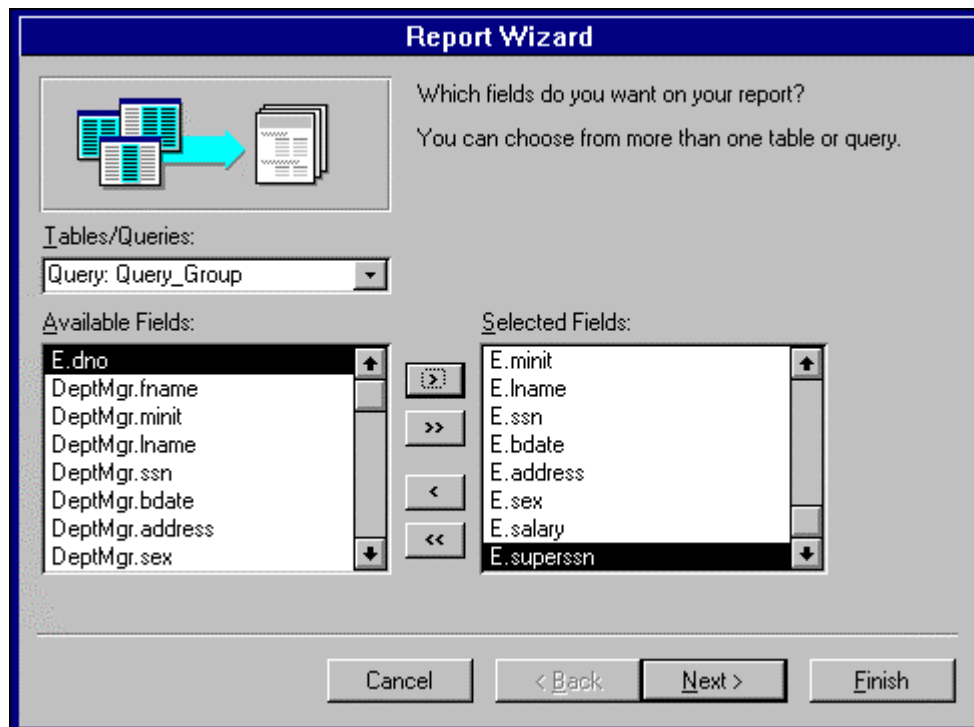 Report Wizard
Which fields do you want on your report?
You can choose from more than one table or query.
Tables/Queries:
Query: Query_Group
Available Fields:
E.dno
DeptMgr.fname
DeptMgr.minit
DeptMgr.lname
DeptMgr.ssn
DeptMgr.bdate
DeptMgr.address
DeptMgr.sex
>
>>
<
<<
Selected Fields:
E.minit
E.lname
E.ssn
E.bdate
E.address
E.sex
E.salary
E.superssn
Cancel
< Back
Next >
Finish